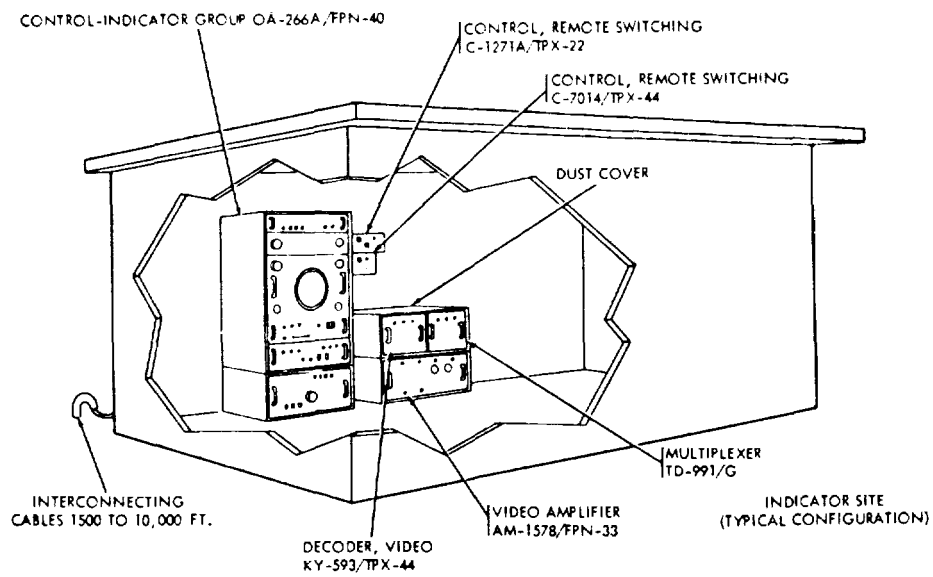 CONTROL-INDICATOR GROUP OA-266A/FPN-40
CONTROL, REMOTE SWITCHING
C-1271A/TPX-22
CONTROL, REMOTE SWITCHING
C-7014/TPX-44
DUST COVER
MULTIPLEXER
TD-991/G
INTERCONNECTING
CABLES 1500 TO 10,000 FT.
VIDEO AMPLIFIER
AM-1578/FPN-33
INDICATOR SITE
(TYPICAL CONFIGURATION)
DECODER, VIDEO
KY-593/TPX-44